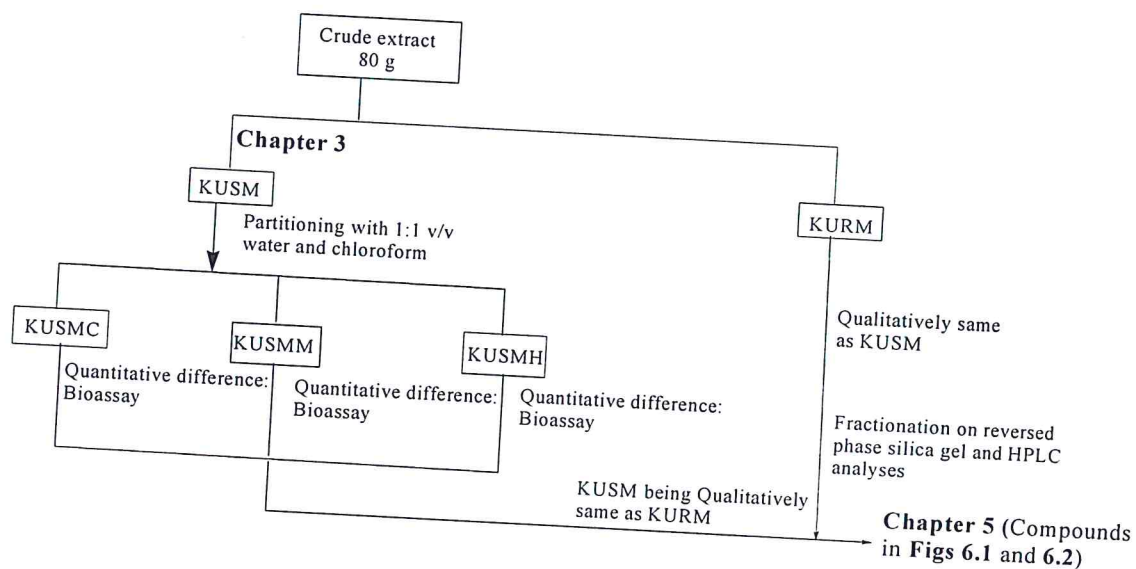 Crude extract
80 g
Chapter 3
KUSM
KURM
Partitioning with 1:1 v/v
water and chloroform
KUSMC
KUSMM
KUSMH
Qualitatively same
as KUSM
Quantitative difference:
Bioassay
Quantitative difference:
Bioassay
Quantitative difference:
Bioassay
Fractionation on reversed
phase silica gel and HPLC
analyses
KUSM being Qualitatively
same as KURM
Chapter 5 (Compounds
in Figs 6.1 and 6.2)